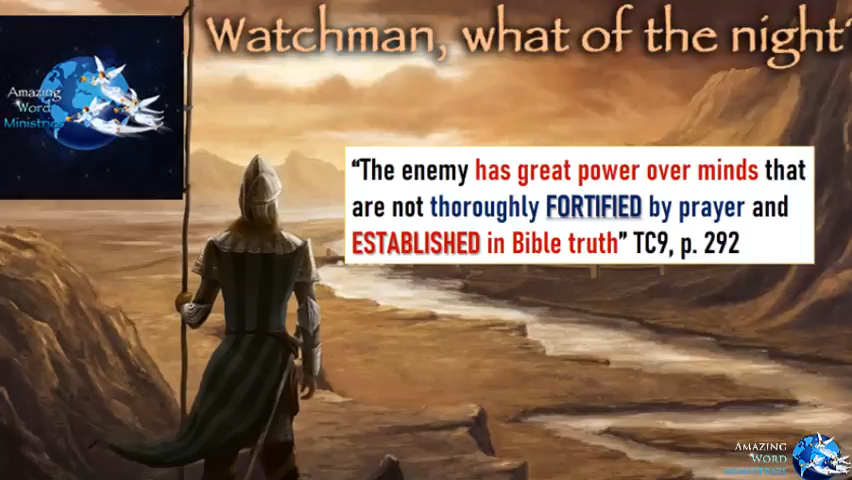 Watchman, what of the night?
Amazing
Word
Ministries
“The enemy has great power over minds that
are not thoroughly FORTIFIED by prayer and
ESTABLISHED in Bible truth” TC9, p. 292
AMAZING
WORD
MINISTRIES